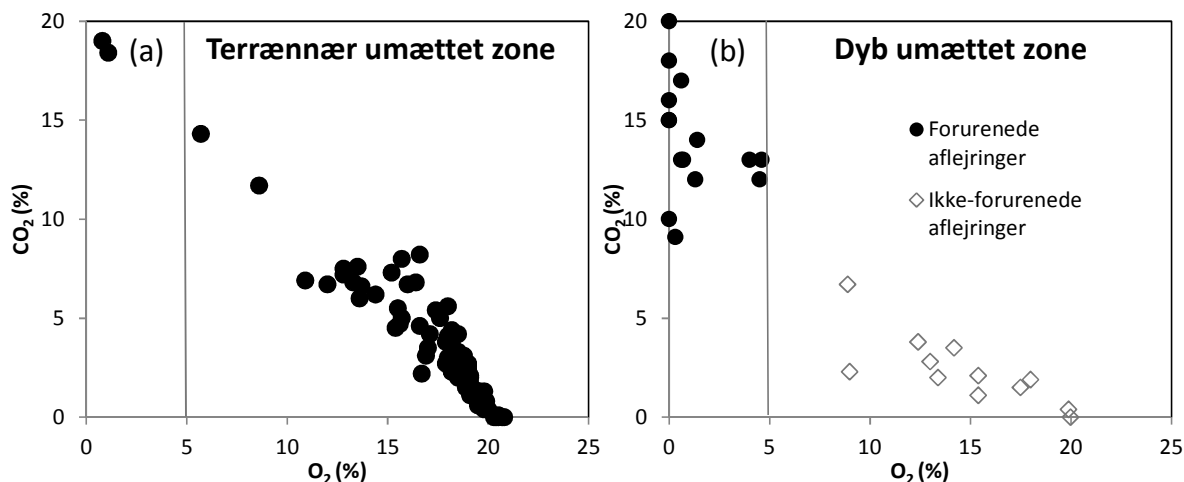 (a)
Terrænnær umættet zone
20
15
10
5
0
CO₂ (%)
0 5 10 15 20 25
O₂ (%)
(b)
Dyb umættet zone
20
15
10
5
0
CO₂ (%)
Forurenede
aflejringer
Ikke-forurenede
aflejringer
0 5 10 15 20 25
O₂ (%)